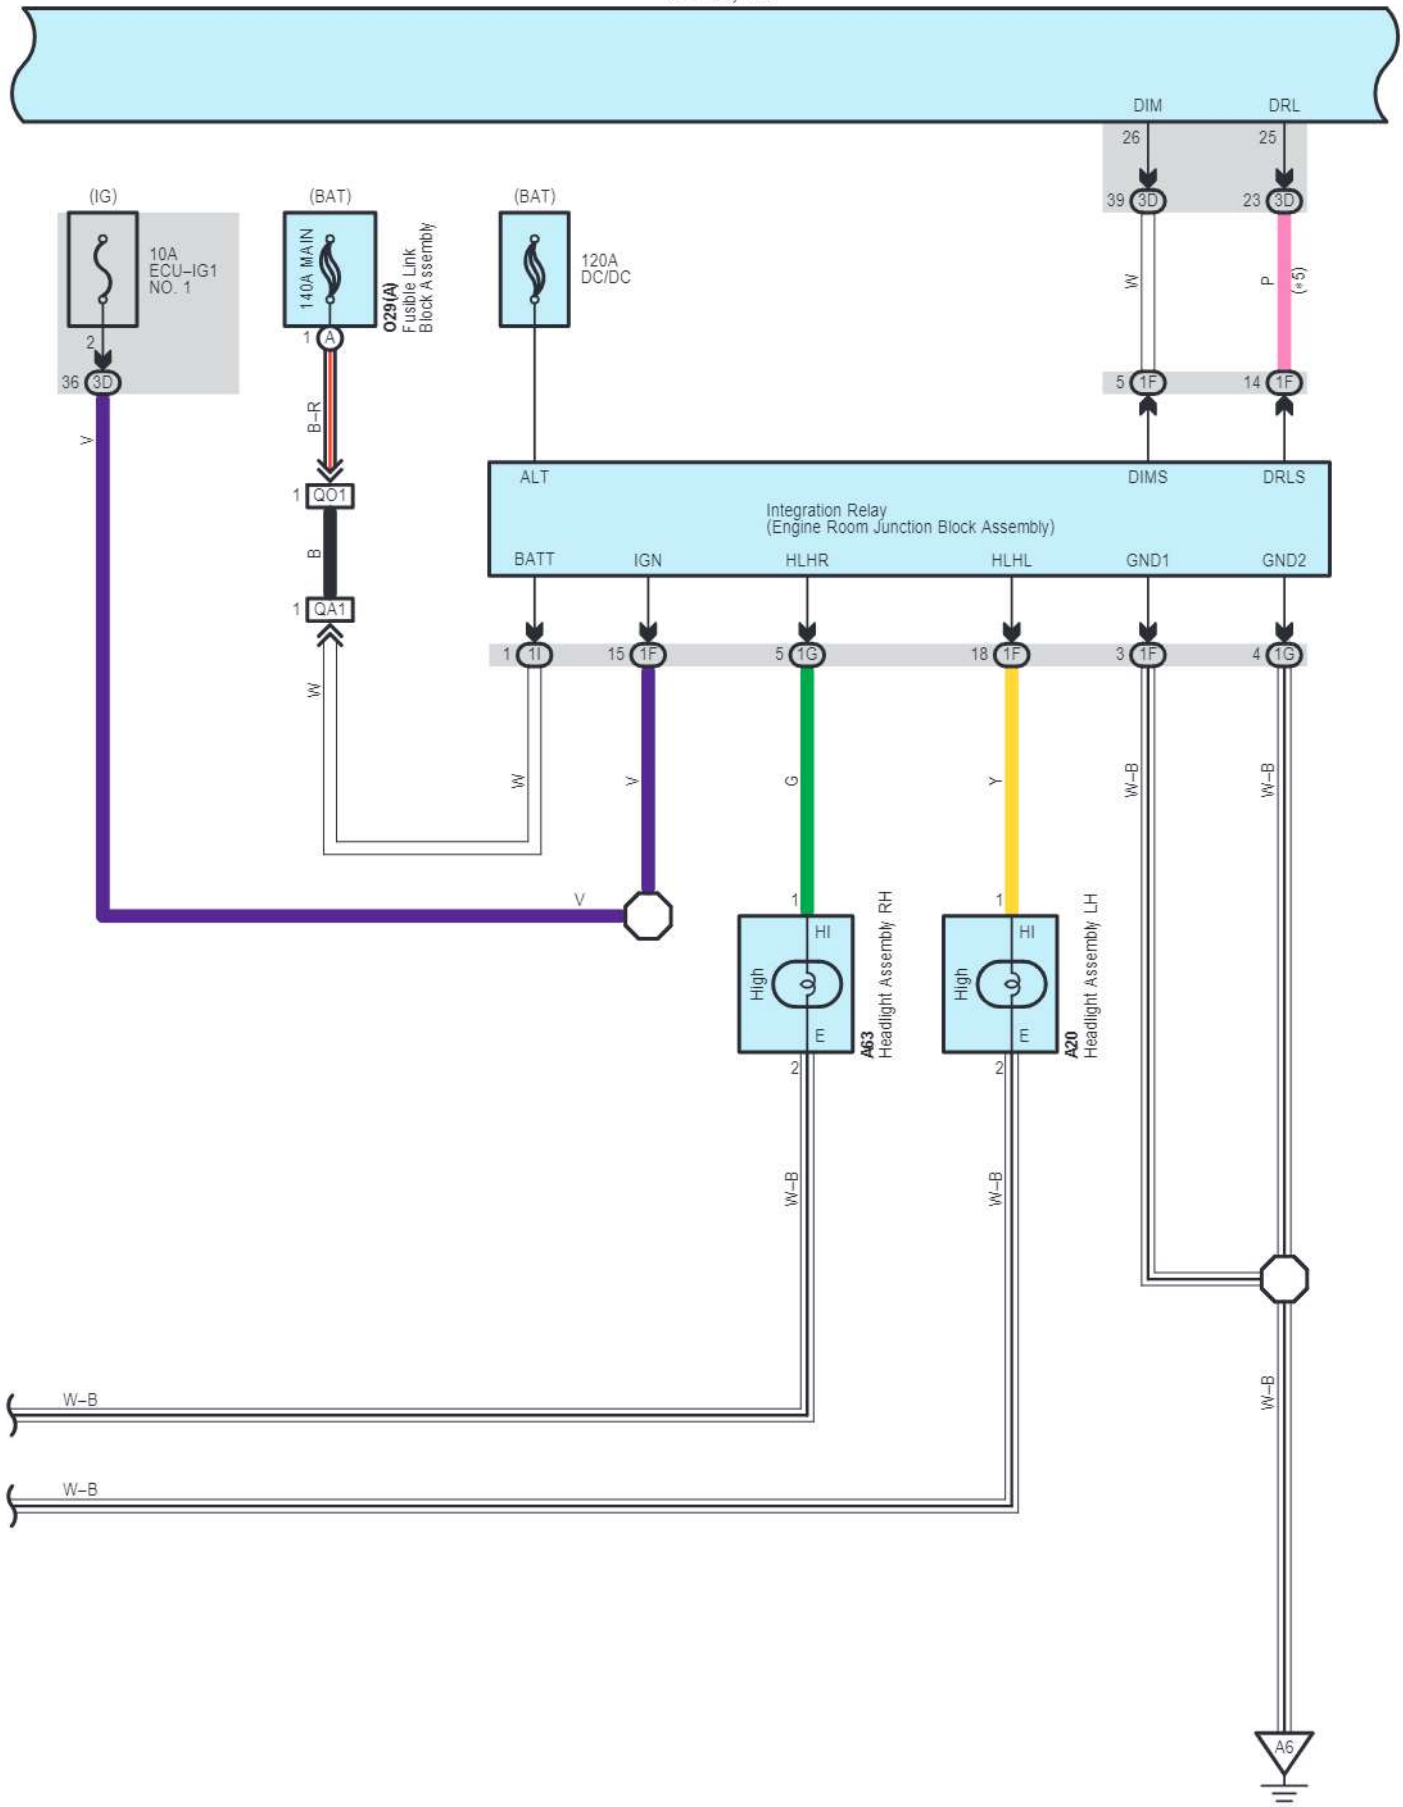 DIM DRL
26 25
39 3D 23 3D
(IG) (BAT) (BAT)
10A
ECU–IG1
NO. 1
140A MAIN
O29(A)
Fusible Link
Block Assembly
120A
DC/DC
W P (*5)
2
36 3D
1 A
5 1F 14 1F
V
B–R
ALT DIMS DRLS
1 QO1
Integration Relay
(Engine Room Junction Block Assembly)
B
BATT IGN HLHR HLHL GND1 GND2
1 QA1
1 1I 15 1F 5 1G 18 1F 3 1F 4 1G
W
W V G Y W–B W–B
V
1 1
HI HI
High High
E E
A63
Headlight Assembly RH
A20
Headlight Assembly LH
2 2
W–B W–B
W–B
W–B
W–B
A6